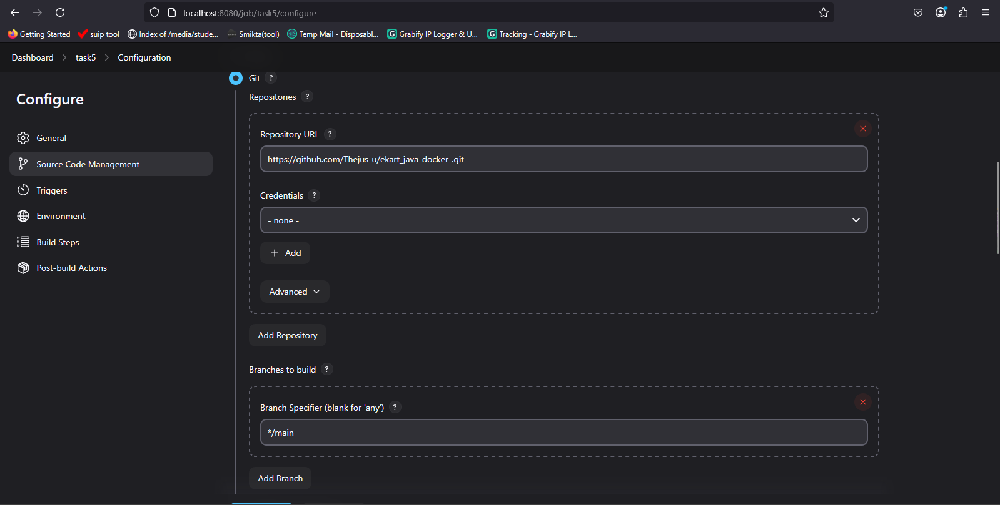 localhost:8080/job/task5/configure
Getting Started suip tool Index of /media/stude... Smikta(tool) Temp Mail - Disposabl... Grabify IP Logger & U... Tracking - Grabify IP L...
Dashboard task5 Configuration
Configure
General
Source Code Management
Triggers
Environment
Build Steps
Post-build Actions
Git ?
Repositories ?
Repository URL ?
https://github.com/Thejus-u/ekart_java-docker-.git
Credentials ?
- none -
Add
Advanced
Add Repository
Branches to build ?
Branch Specifier (blank for 'any') ?
*/main
Add Branch